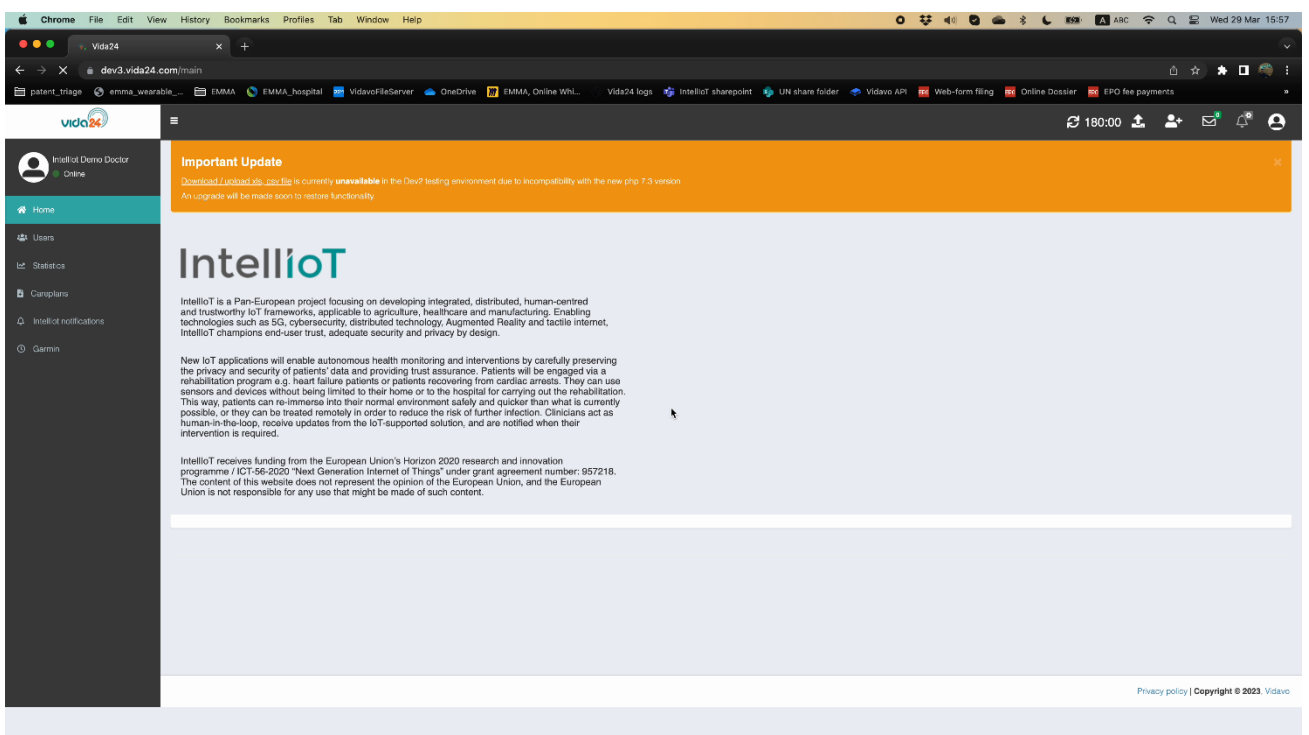 Chrome File Edit View History Bookmarks Profiles Tab Window Help
ABC Wed 29 Mar 15:57
Vida24
dev3.vida24.com/main
patent_triage emma_wearable_... EMMA EMMA_hospital VidavoFileServer OneDrive EMMA, Online Whi... Vida24 logs IntellIoT sharepoint UN share folder Vidavo API Web-form filing Online Dossier EPO fee payments »
vida24
180:00
Intelliot Demo Doctor
Online
Home
Users
Statistics
Careplans
Intelliot notifications
Garmin
Important Update
Download / upload xls, csv file is currently unavailable in the Dev2 testing environment due to incompatibility with the new php 7.3 version
An upgrade will be made soon to restore functionality.
IntellIoT
IntellIoT is a Pan-European project focusing on developing integrated, distributed, human-centred
and trustworthy IoT frameworks, applicable to agriculture, healthcare and manufacturing. Enabling
technologies such as 5G, cybersecurity, distributed technology, Augmented Reality and tactile internet,
IntellIoT champions end-user trust, adequate security and privacy by design.
New IoT applications will enable autonomous health monitoring and interventions by carefully preserving
the privacy and security of patients' data and providing trust assurance. Patients will be engaged via a
rehabilitation program e.g. heart failure patients or patients recovering from cardiac arrests. They can use
sensors and devices without being limited to their home or to the hospital for carrying out the rehabilitation.
This way, patients can re-immerse into their normal environment safely and quicker than what is currently
possible, or they can be treated remotely in order to reduce the risk of further infection. Clinicians act as
human-in-the-loop, receive updates from the IoT-supported solution, and are notified when their
intervention is required.
IntellIoT receives funding from the European Union's Horizon 2020 research and innovation
programme / ICT-56-2020 "Next Generation Internet of Things" under grant agreement number: 957218.
The content of this website does not represent the opinion of the European Union, and the European
Union is not responsible for any use that might be made of such content.
Privacy policy | Copyright © 2023, Vidavo